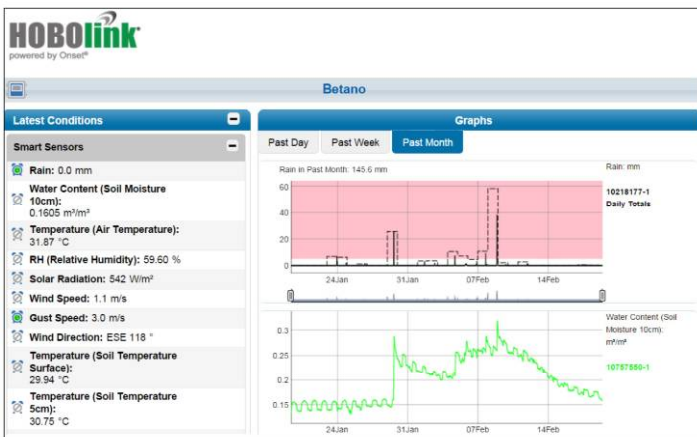 HOBOlink®
powered by Onset®
Betano
Latest Conditions
Smart Sensors
Rain: 0.0 mm
Water Content (Soil Moisture
10cm):
0.1605 m³/m³
Temperature (Air Temperature):
31.87 °C
RH (Relative Humidity): 59.60 %
Solar Radiation: 542 W/m²
Wind Speed: 1.1 m/s
Gust Speed: 3.0 m/s
Wind Direction: ESE 118 °
Temperature (Soil Temperature
Surface):
29.94 °C
Temperature (Soil Temperature
5cm):
30.75 °C
Graphs
Past Day Past Week Past Month
Rain in Past Month: 145.6 mm
Rain: mm
10218177-1
Daily Totals
60
40
20
0
24Jan 31Jan 07Feb 14Feb
Water Content (Soil
Moisture 10cm):
m³/m³
10757550-1
0.3
0.25
0.2
0.15
24Jan 31Jan 07Feb 14Feb